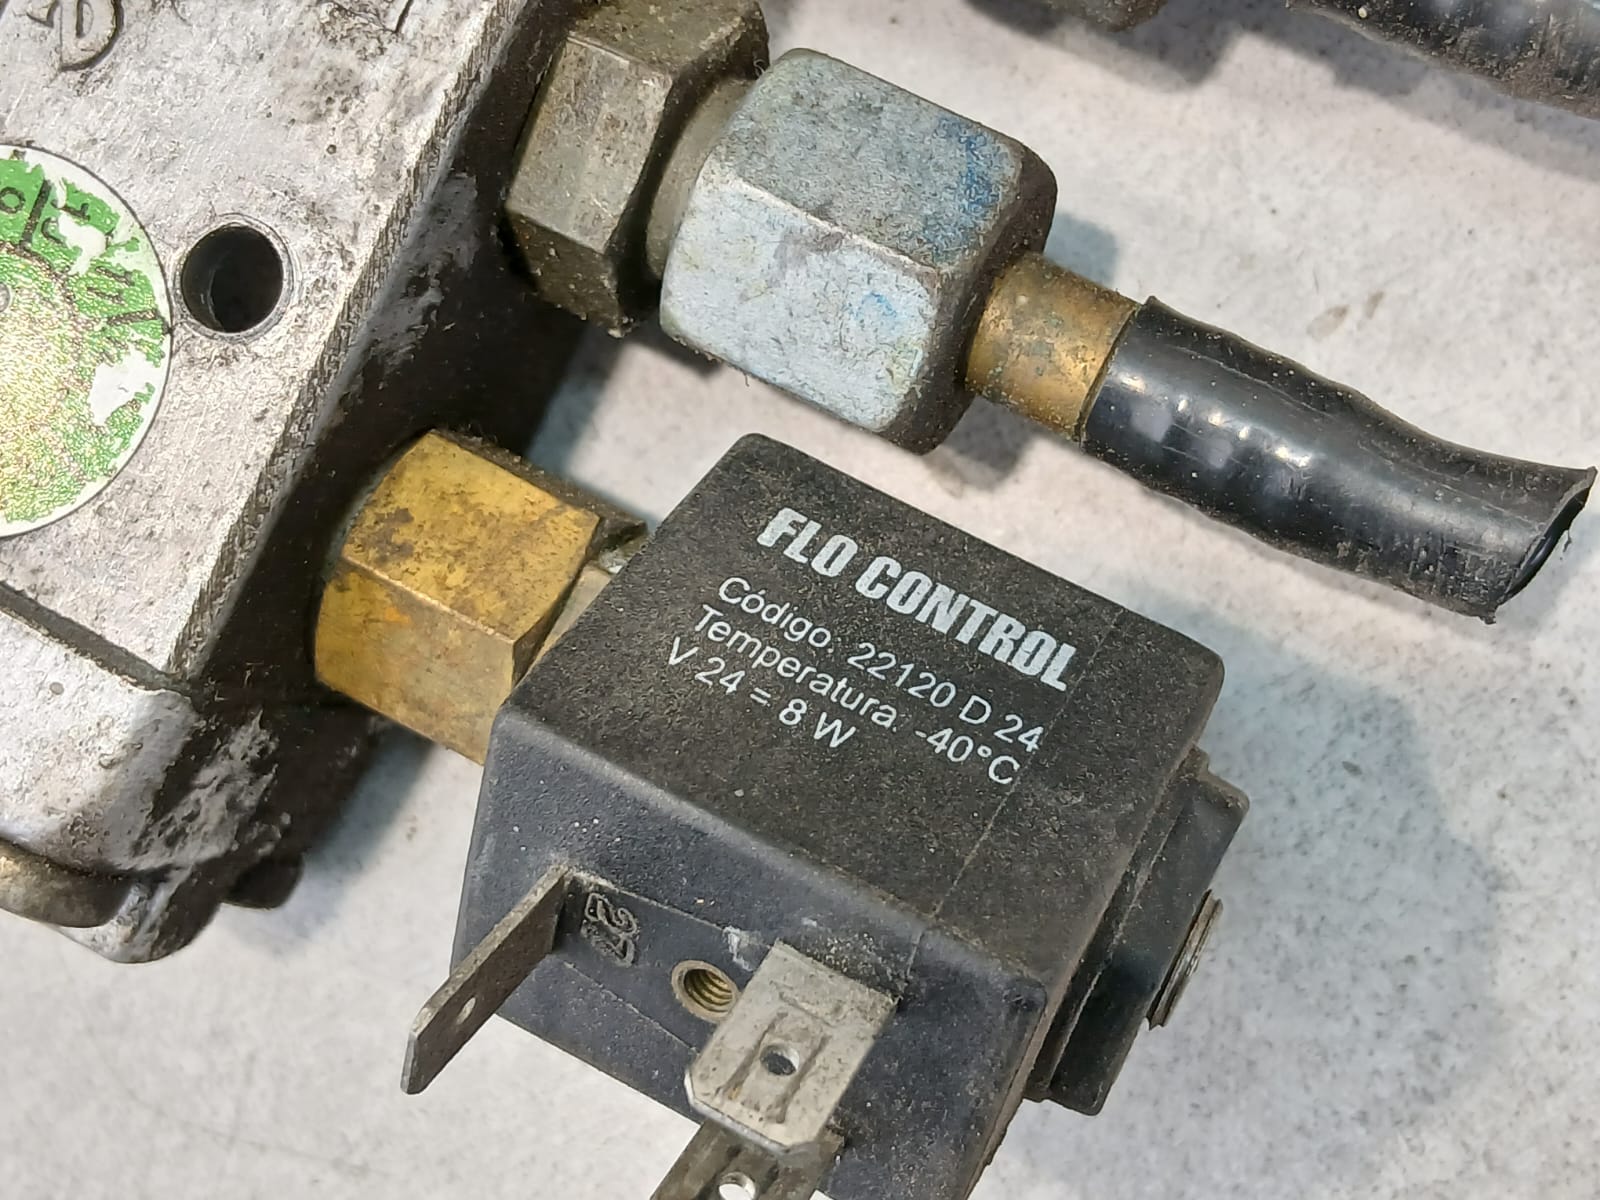 FLO CONTROL
Código. 22120 D 24
Temperatura. -40°C
V 24 = 8 W